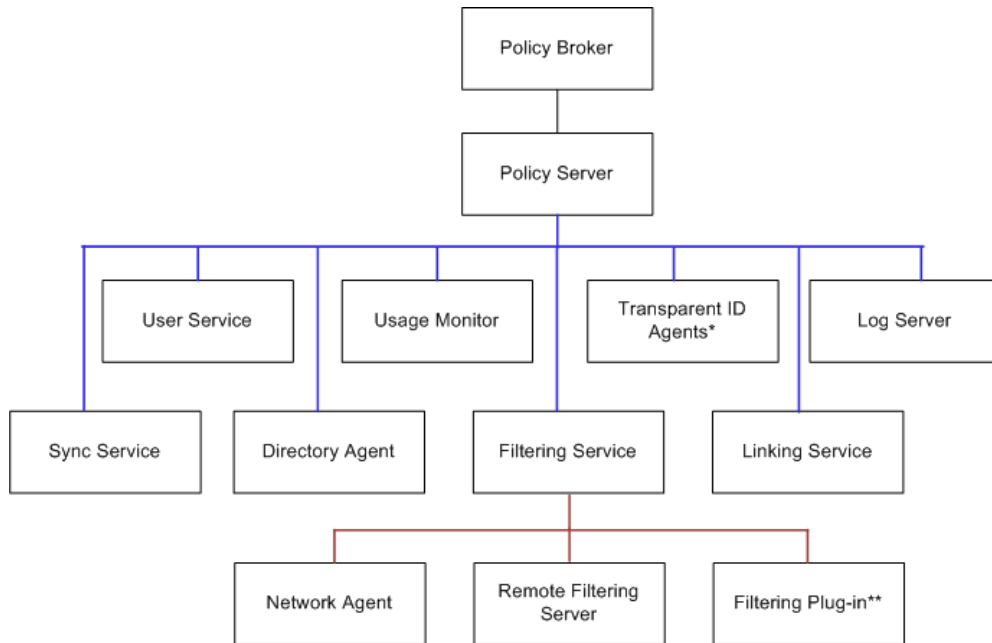 Policy Broker
Policy Server
User Service
Usage Monitor
Transparent ID
Agents*
Log Server
Sync Service
Directory Agent
Filtering Service
Linking Service
Network Agent
Remote Filtering
Server
Filtering Plug-in**